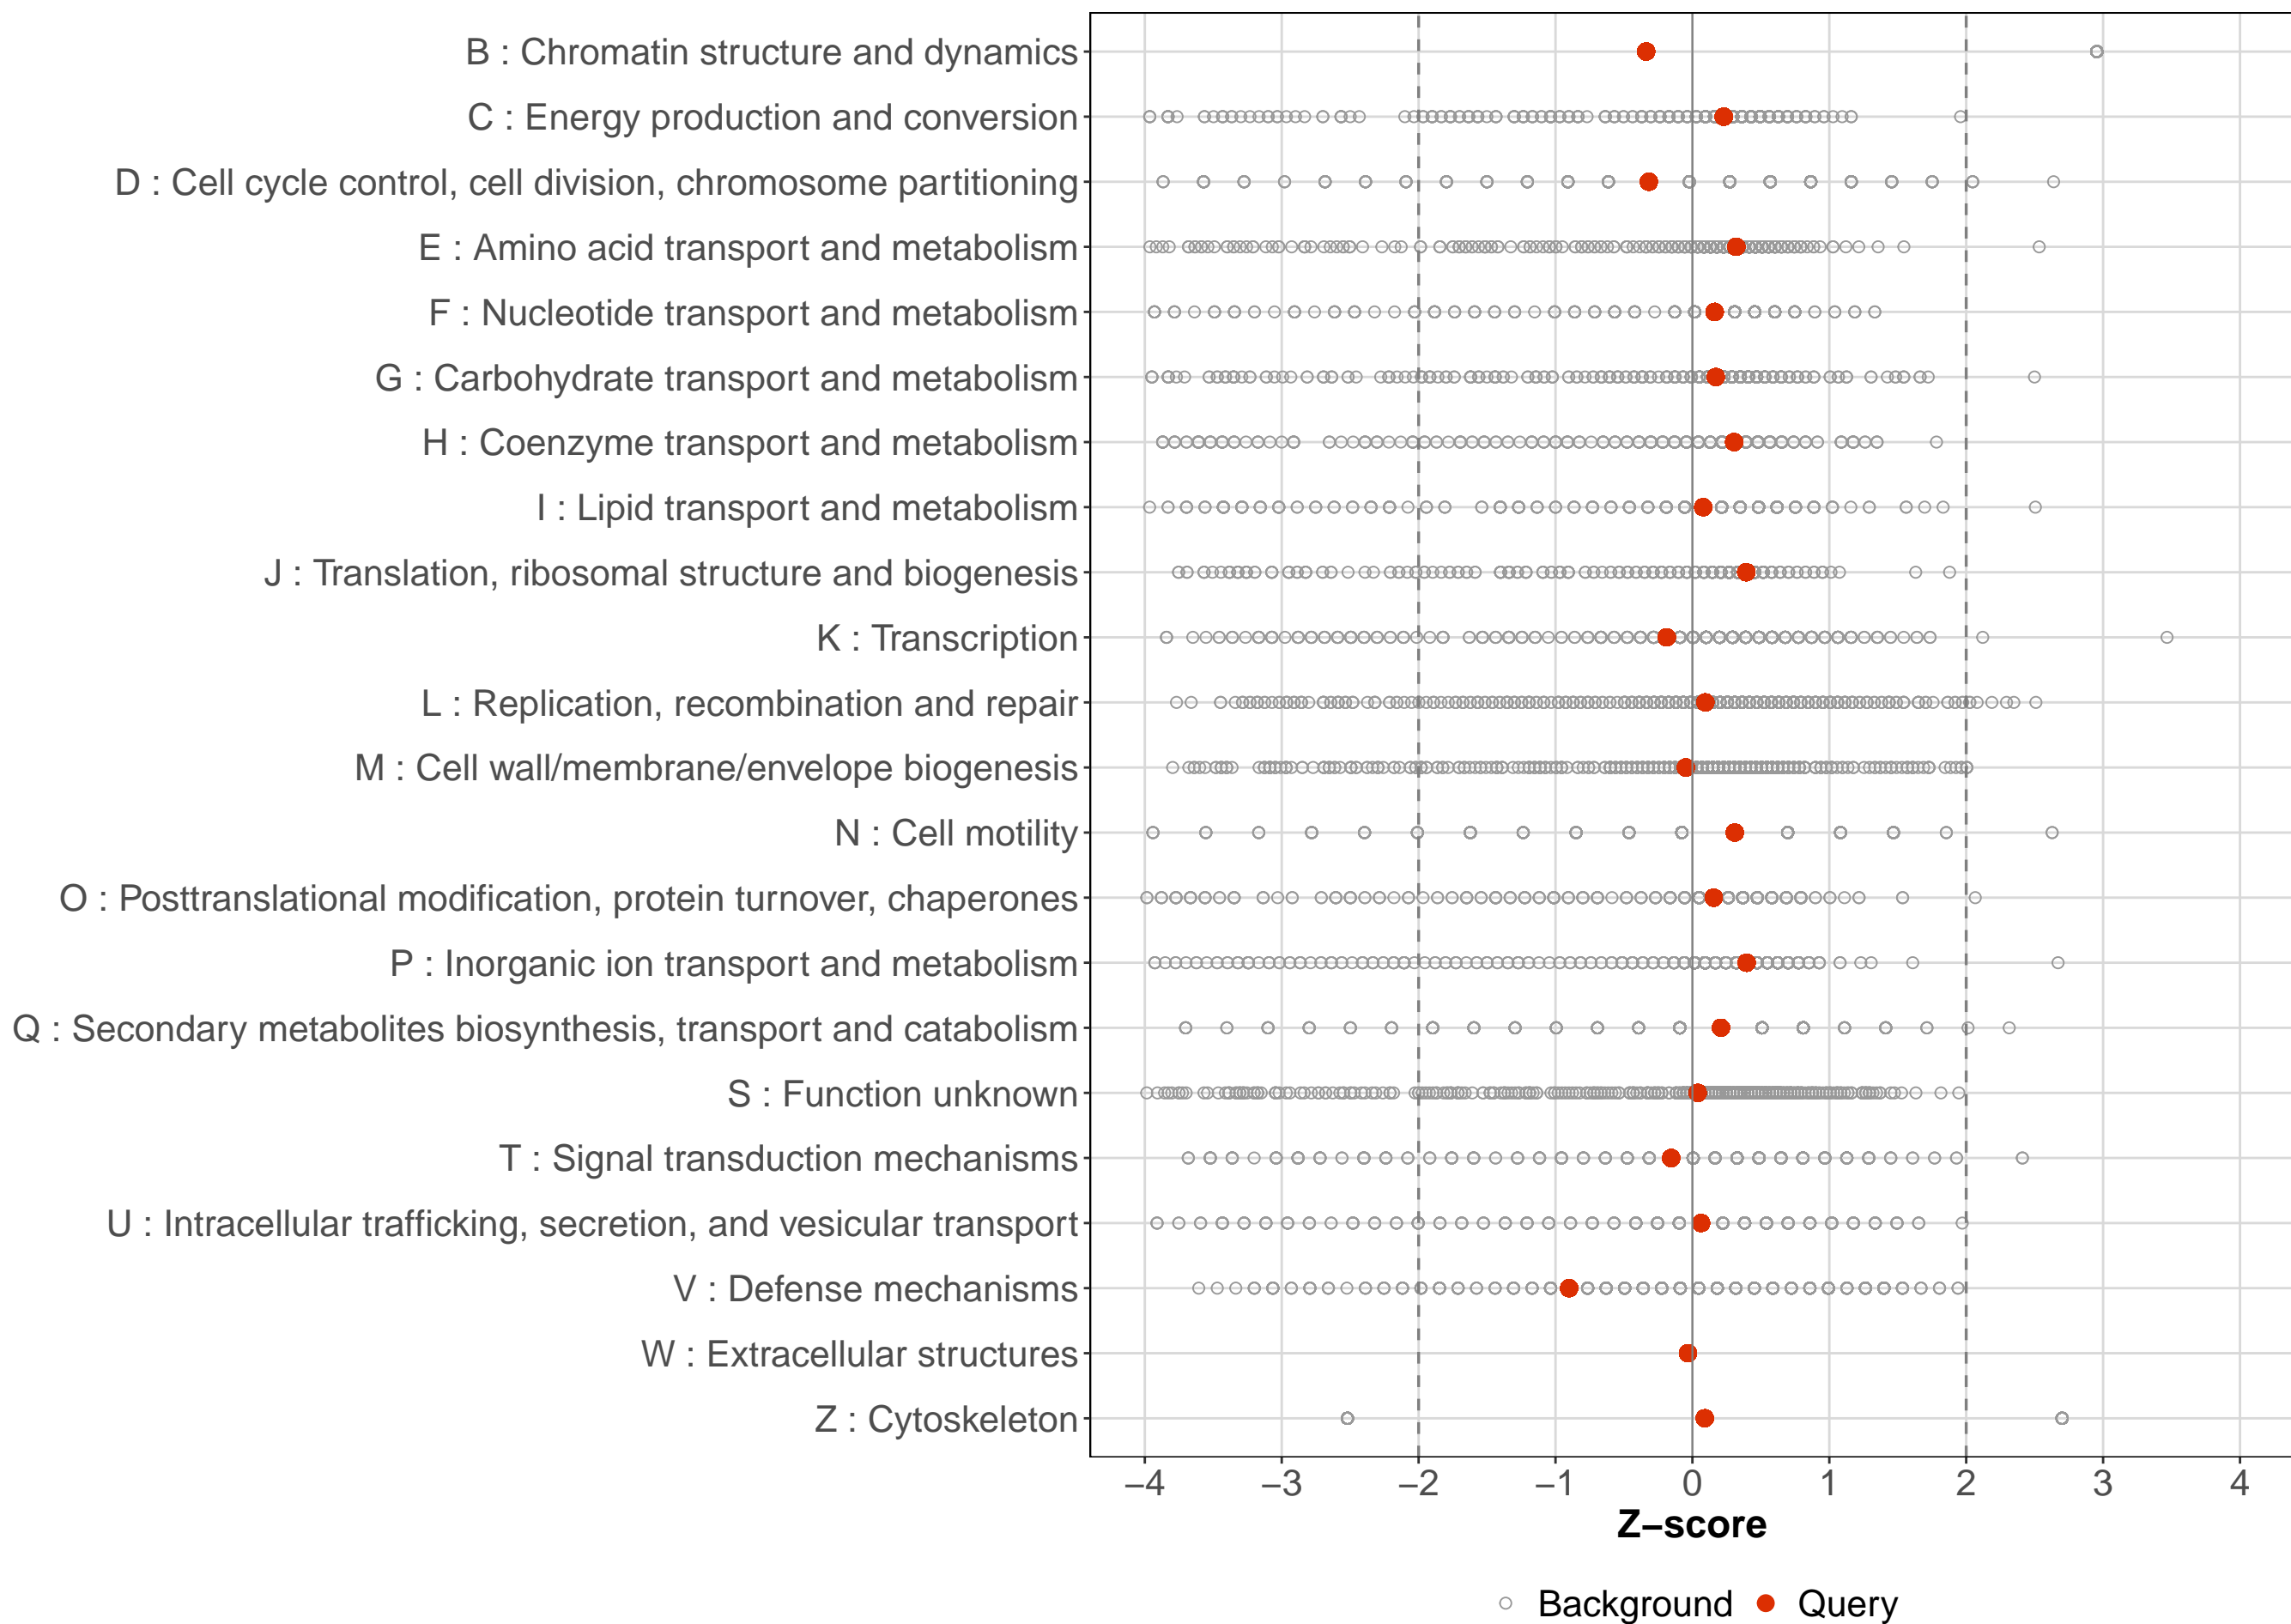 B : Chromatin structure and dynamics
C : Energy production and conversion
D : Cell cycle control, cell division, chromosome partitioning
E : Amino acid transport and metabolism
F : Nucleotide transport and metabolism
G : Carbohydrate transport and metabolism
H : Coenzyme transport and metabolism
I : Lipid transport and metabolism
J : Translation, ribosomal structure and biogenesis
K : Transcription
L : Replication, recombination and repair
M : Cell wall/membrane/envelope biogenesis
N : Cell motility
O : Posttranslational modification, protein turnover, chaperones
P : Inorganic ion transport and metabolism
Q : Secondary metabolites biosynthesis, transport and catabolism
S : Function unknown
T : Signal transduction mechanisms
U : Intracellular trafficking, secretion, and vesicular transport
V : Defense mechanisms
W : Extracellular structures
Z : Cytoskeleton
−4 −3 −2 −1 0 1 2 3 4
Z−score
Background Query